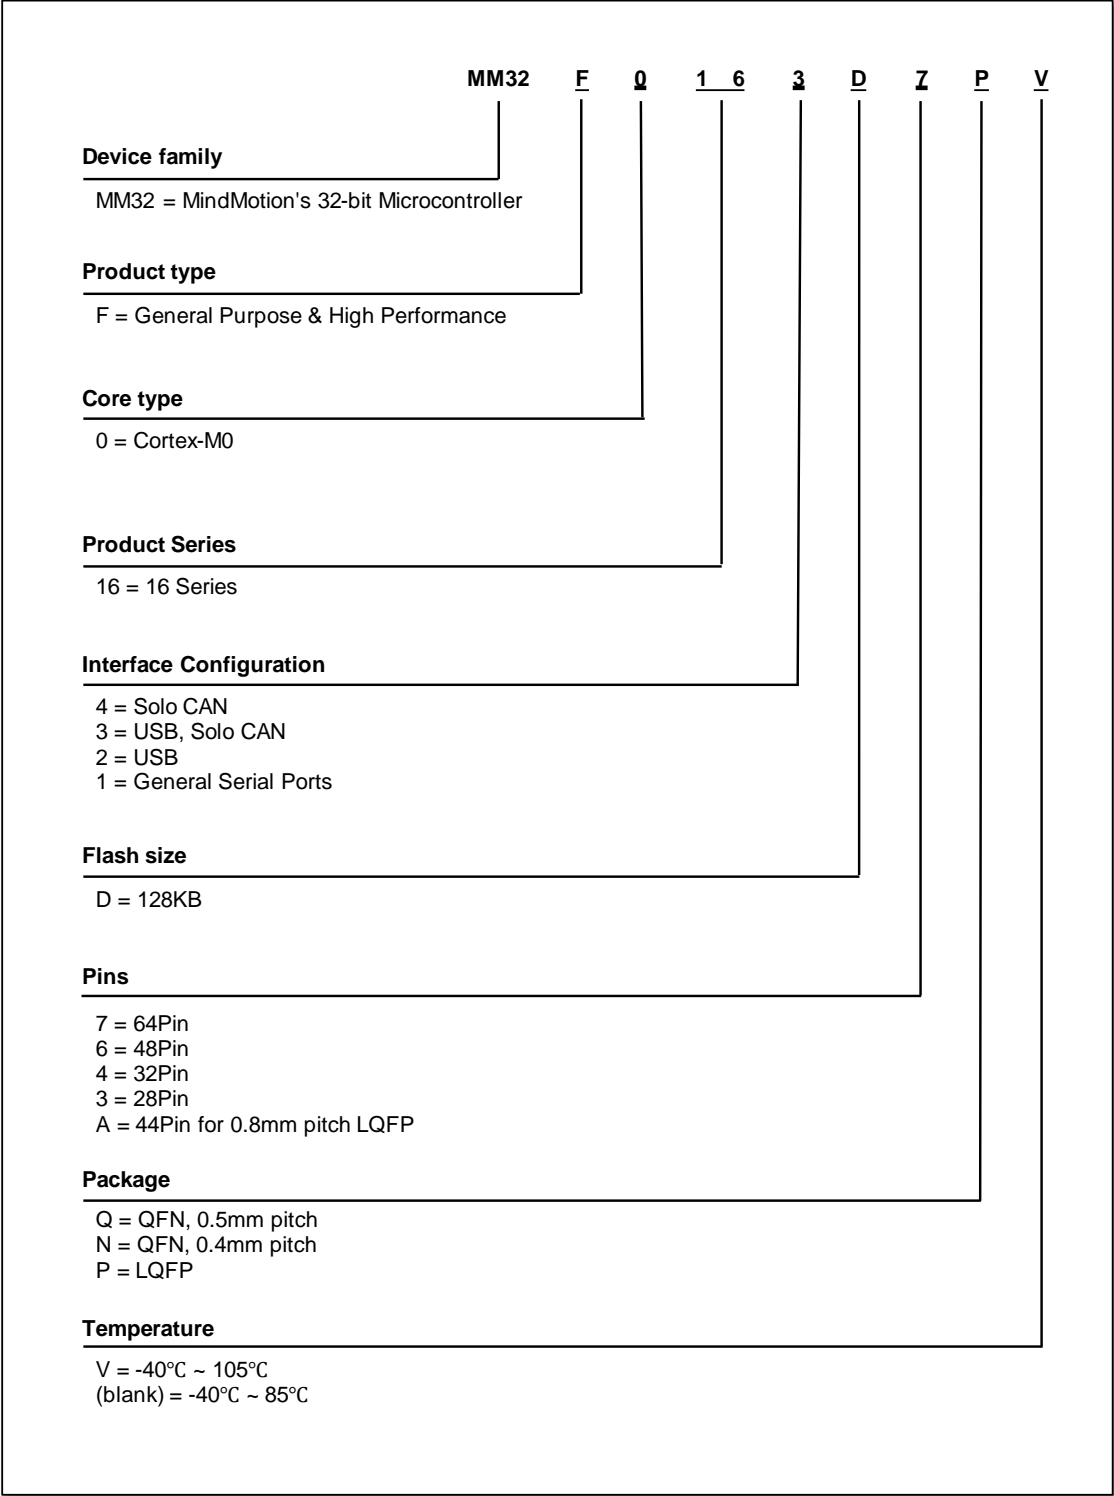 MM32 F 0 1 6 3 D 7 P V
Device family
MM32 = MindMotion's 32-bit Microcontroller
Product type
F = General Purpose & High Performance
Core type
0 = Cortex-M0
Product Series
16 = 16 Series
Interface Configuration
4 = Solo CAN
3 = USB, Solo CAN
2 = USB
1 = General Serial Ports
Flash size
D = 128KB
Pins
7 = 64Pin
6 = 48Pin
4 = 32Pin
3 = 28Pin
A = 44Pin for 0.8mm pitch LQFP
Package
Q = QFN, 0.5mm pitch
N = QFN, 0.4mm pitch
P = LQFP
Temperature
V = -40℃ ~ 105℃
(blank) = -40℃ ~ 85℃